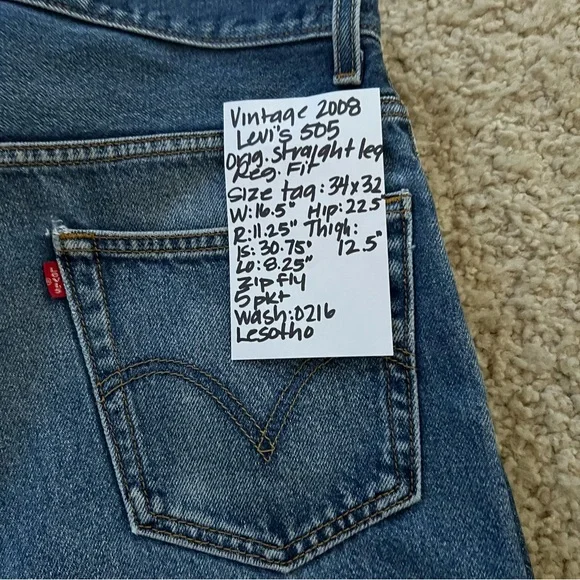 Vintage 2008
Levi's 505
Orig. straight leg
Reg. Fit
Size tag: 34x32
W:16.5" Hip: 22.5"
R:11.25" Thigh:
Is: 30.75" 12.5"
Lo: 8.25"
Zip fly
5 pkt
Wash: 0216
Lesotho
Levi's